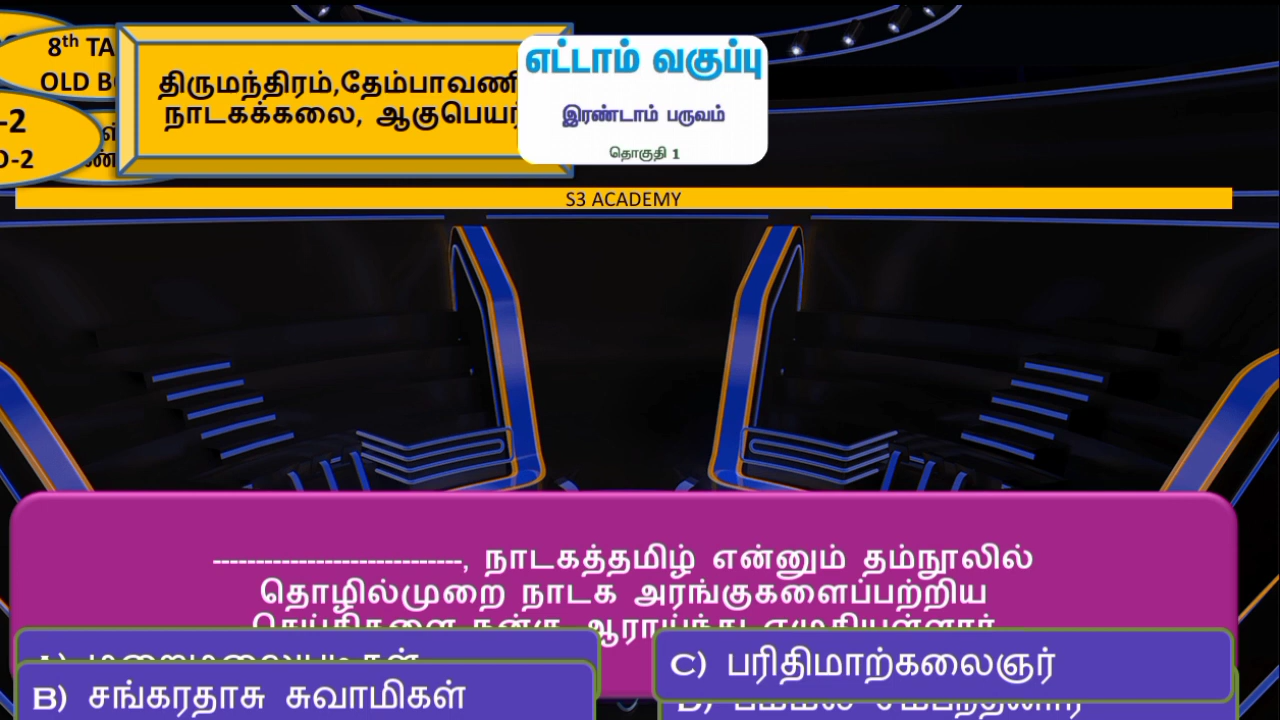 8th TA
OLD B
-2
O-2
திருமந்திரம்,தேம்பாவணி
நாடகக்கலை, ஆகுபெயர்
எட்டாம் வகுப்பு
இரண்டாம் பருவம்
தொகுதி 1
S3 ACADEMY
----------------------------, நாடகத்தமிழ் என்னும் தம்நூலில்
தொழில்முறை நாடக அரங்குகளைப்பற்றிய
ஆராய்ந்து
C) பரிதிமாற்கலைஞர்
B) சங்கரதாசு சுவாமிகள்